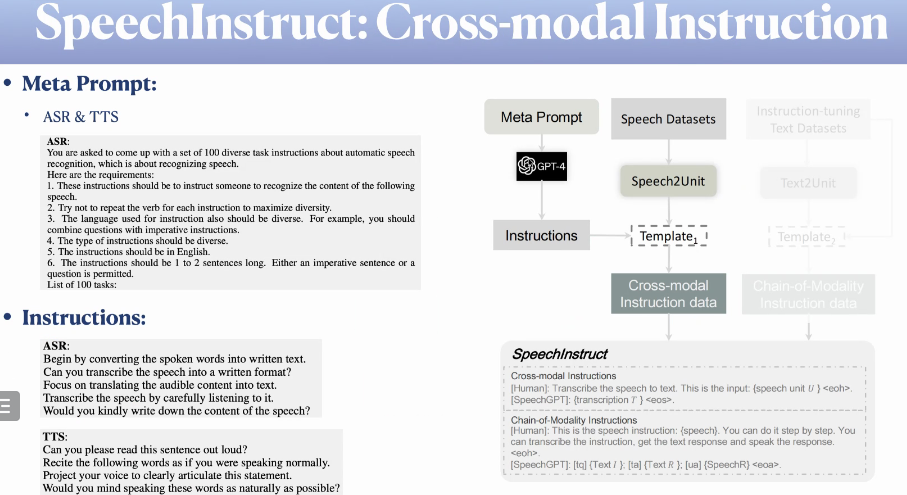 SpeechInstruct: Cross-modal Instruction
• Meta Prompt:
• ASR & TTS
ASR:
You are asked to come up with a set of 100 diverse task instructions about automatic speech
recognition, which is about recognizing speech.
Here are the requirements:
1. These instructions should be to instruct someone to recognize the content of the following
speech.
2. Try not to repeat the verb for each instruction to maximize diversity.
3. The language used for instruction also should be diverse. For example, you should
combine questions with imperative instructions.
4. The type of instructions should be diverse.
5. The instructions should be in English.
6. The instructions should be 1 to 2 sentences long. Either an imperative sentence or a
question is permitted.
List of 100 tasks:
• Instructions:
ASR:
Begin by converting the spoken words into written text.
Can you transcribe the speech into a written format?
Focus on translating the audible content into text.
Transcribe the speech by carefully listening to it.
Would you kindly write down the content of the speech?
TTS:
Can you please read this sentence out loud?
Recite the following words as if you were speaking normally.
Project your voice to clearly articulate this statement.
Would you mind speaking these words as naturally as possible?
Meta Prompt
GPT-4
Instructions
Speech Datasets
Speech2Unit
Template1
Cross-modal
Instruction data
Instruction-tuning
Text Datasets
Text2Unit
Template
Chain-of-Modality
Instruction data
SpeechInstruct
Cross-modal Instructions
[Human]: Transcribe the speech to text. This is the input: {speech unit U } <eoh>.
[SpeechGPT]: {transcription T } <eos>.
Chain-of-Modality Instructions
[Human]: This is the speech instruction: {speech}. You can do it step by step. You
can transcribe the instruction, get the text response and speak the response.
<eoh>.
[SpeechGPT]: [tq] {Text I }; [ta] {Text R }; [ua] {SpeechR} <eoa>.